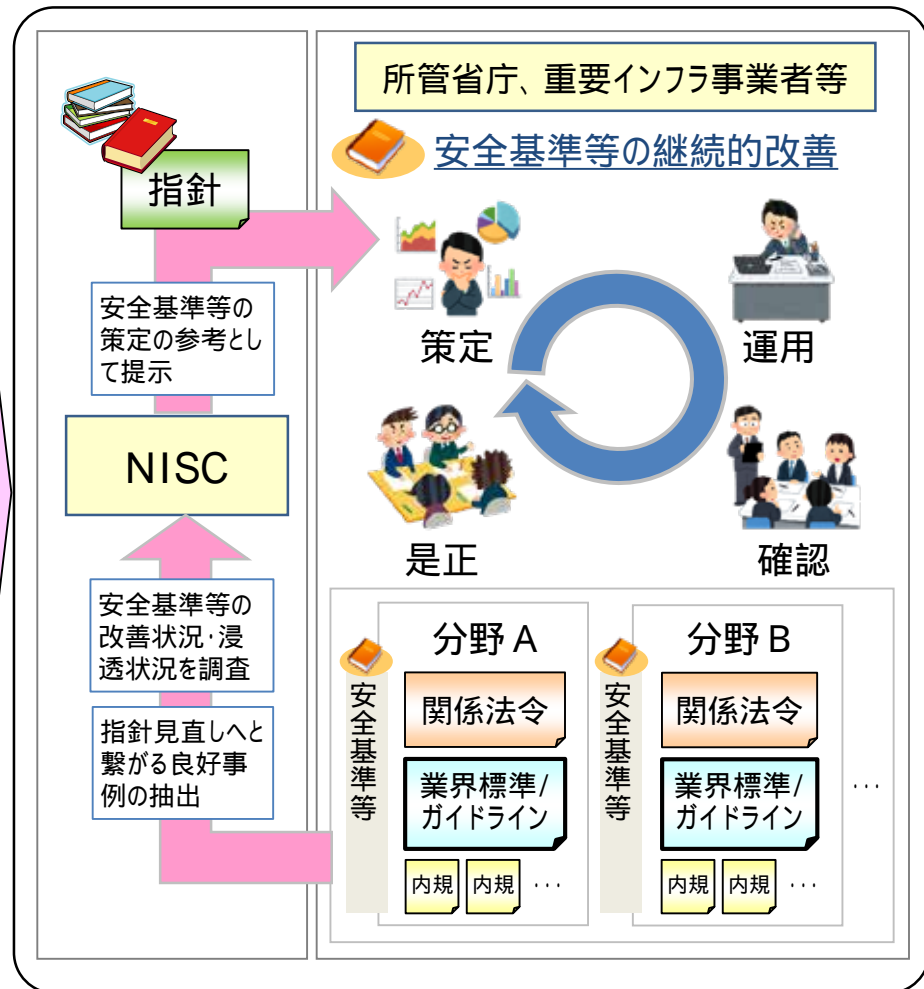 指針
安全基準等の
策定の参考とし
て提示
NISC
安全基準等の
改善状況・浸
透状況を調査
指針見直しへと
繋がる良好事
例の抽出
所管省庁、重要インフラ事業者等
安全基準等の継続的改善
策定
運用
是正
確認
安全基準等
分野A
関係法令
業界標準/
ガイドライン
内規 内規 …
安全基準等
分野B
関係法令
業界標準/
ガイドライン
内規 内規 …
…